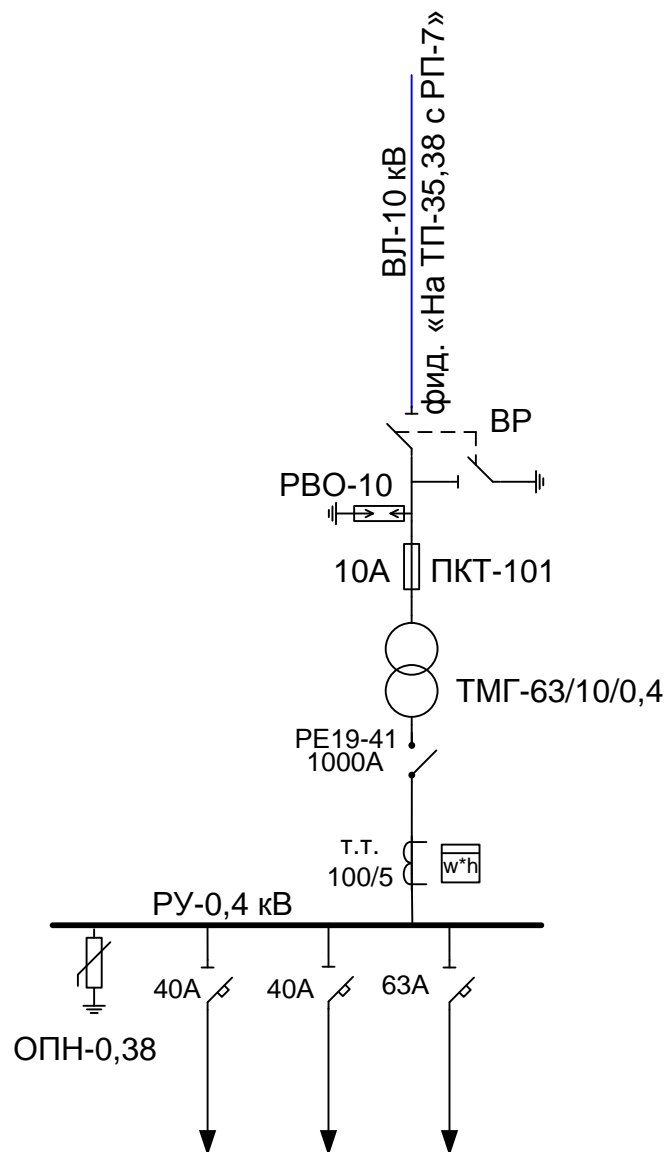 ВЛ-10 кВ
фид. «На ТП-35,38 с РП-7»
ВР
РВО-10
10А ПКТ-101
ТМГ-63/10/0,4
РЕ19-41
1000А
т.т.
100/5
w*h
РУ-0,4 кВ
40А 40А 63А
ОПН-0,38